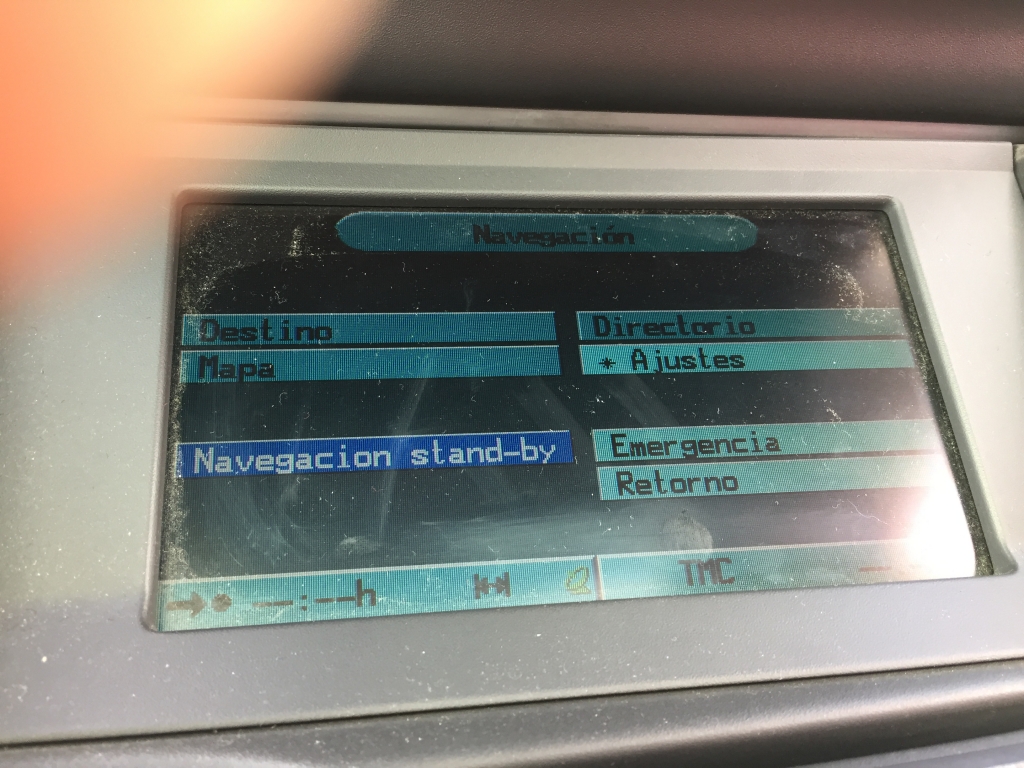 Navegación
Destino
Directorio
Mapa
* Ajustes
Navegacion stand-by
Emergencia
Retorno
--:--h
TMC